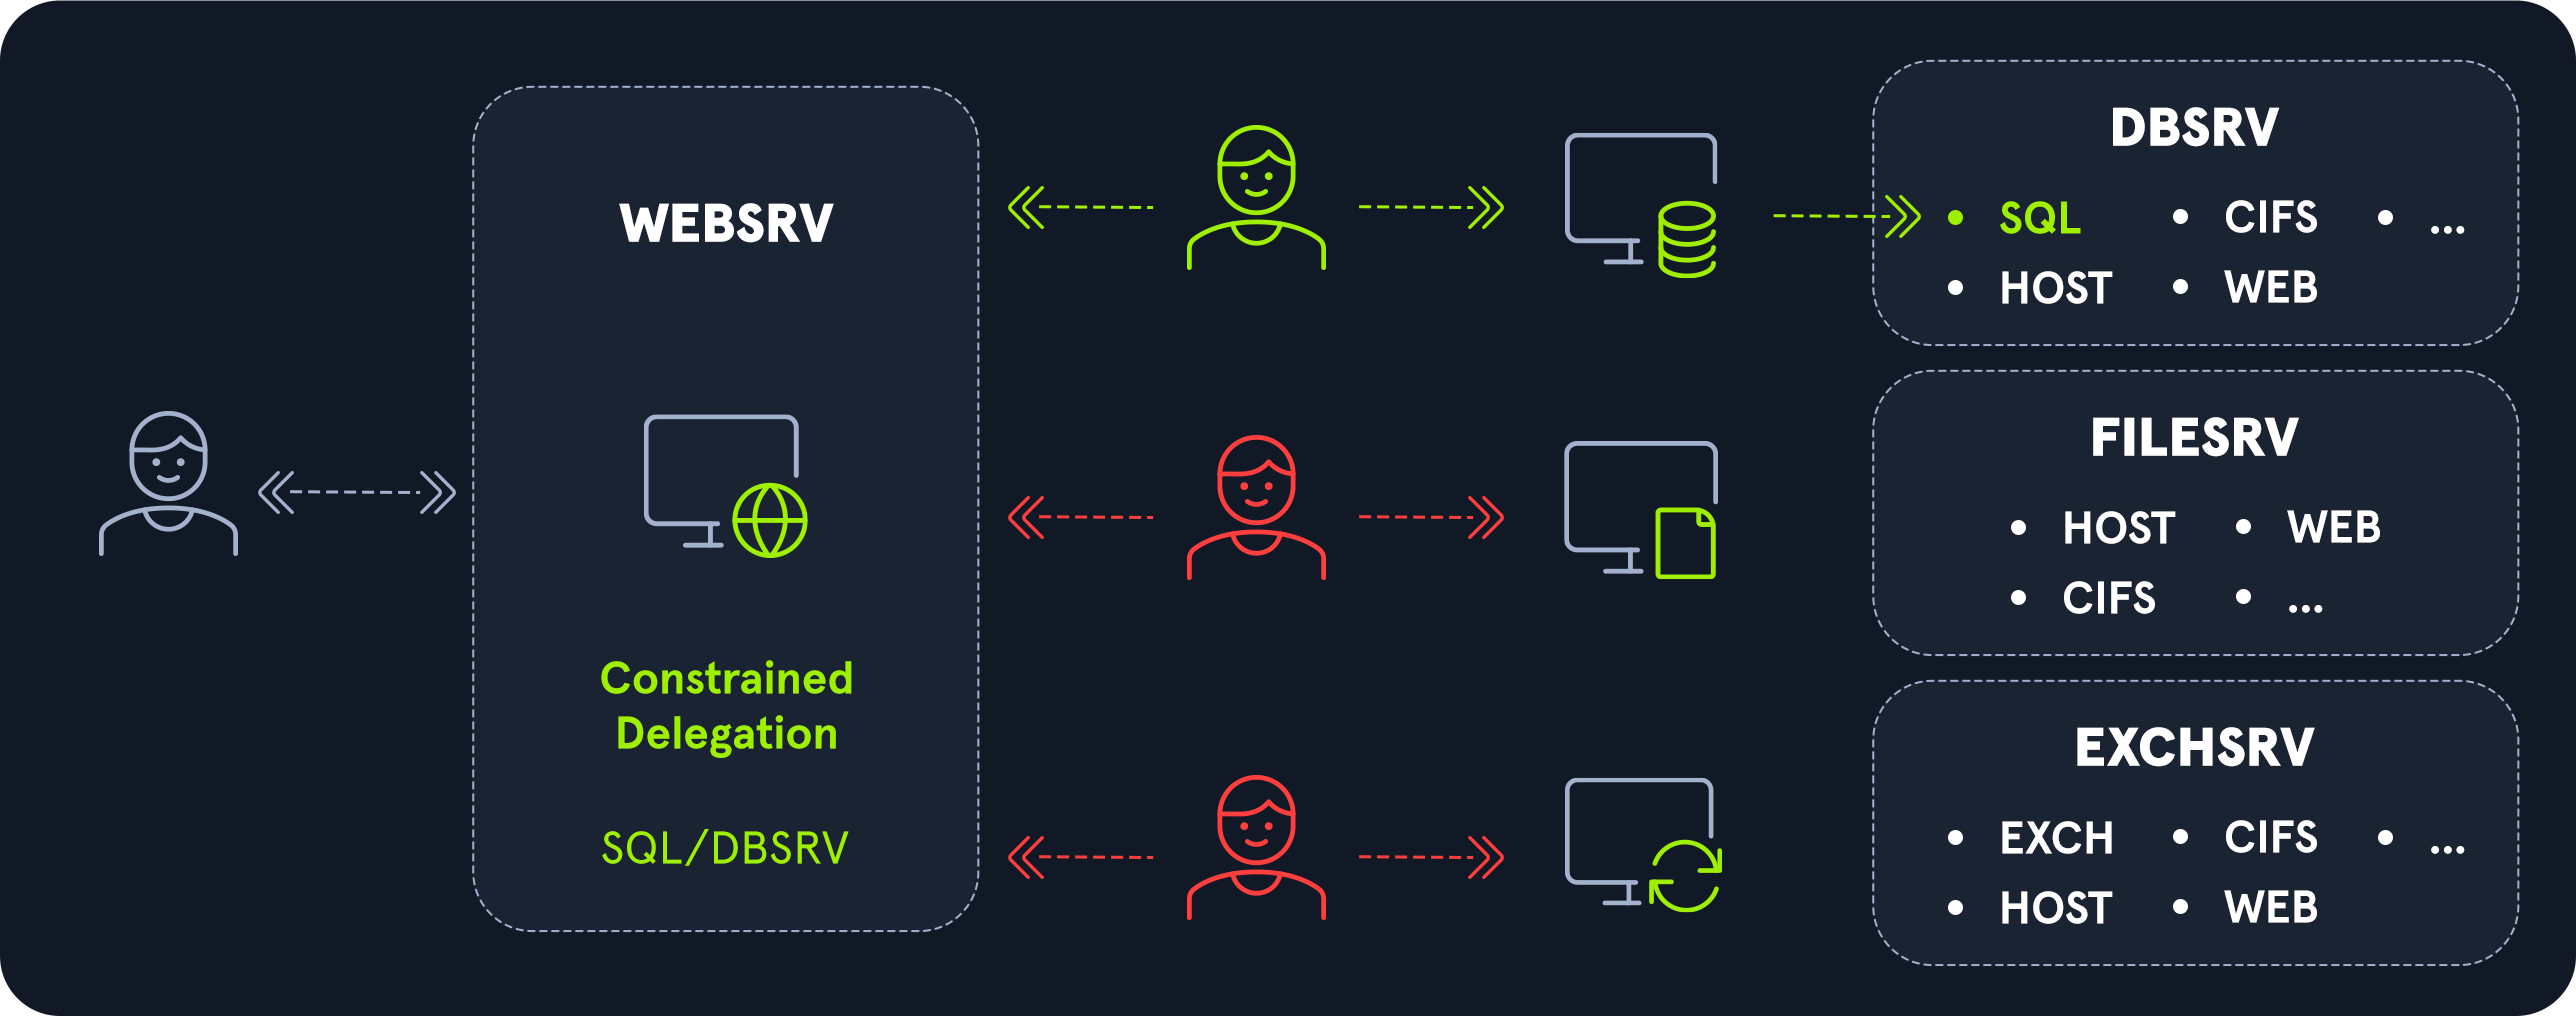 WEBSRV
Constrained
Delegation
SQL/DBSRV
DBSRV
• SQL • CIFS • ...
• HOST • WEB
FILESRV
• HOST • WEB
• CIFS • ...
EXCHSRV
• EXCH • CIFS • ...
• HOST • WEB